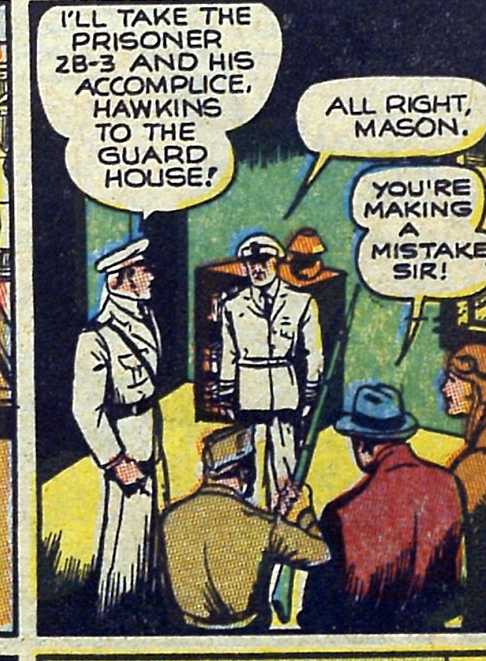 I'LL TAKE THE
PRISONER
2B-3 AND HIS
ACCOMPLICE,
HAWKINS
TO THE
GUARD
HOUSE!
ALL RIGHT,
MASON.
YOU'RE
MAKING
A
MISTAKE
SIR!